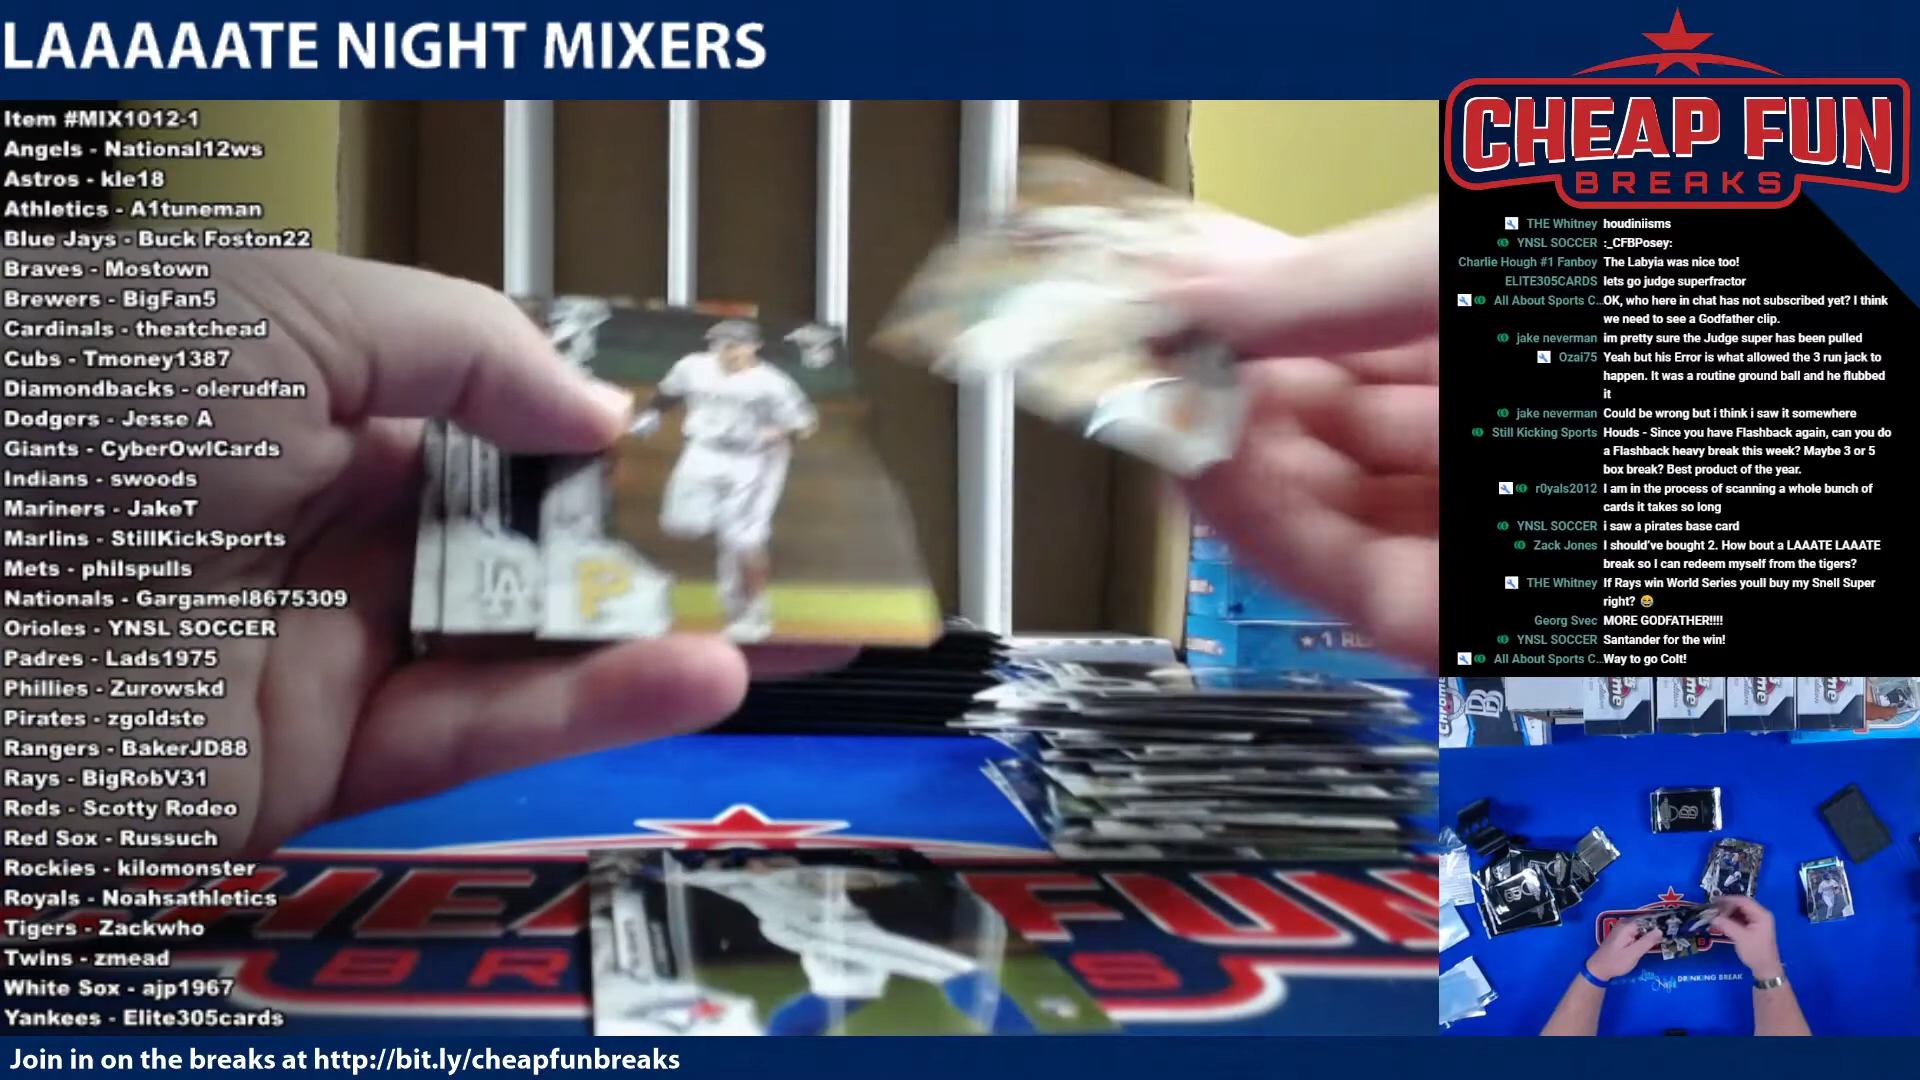 LAAAAATE NIGHT MIXERS
CHEAP FUN
BREAKS
Item #MIX1012-1
Angels - National12ws
Astros - kle18
Athletics - A1tuneman
Blue Jays - Buck Foston22
Braves - Mostown
Brewers - BigFan5
Cardinals - theatchead
Cubs - Tmoney1387
Diamondbacks - olerudfan
Dodgers - Jesse A
Giants - CyberOwlCards
Indians - swoods
Mariners - JakeT
Marlins - StillKickSports
Mets - philspulls
Nationals - Gargamel8675309
Orioles - YNSL SOCCER
Padres - Lads1975
Phillies - Zurowskd
Pirates - zgoldste
Rangers - BakerJD88
Rays - BigRobV31
Reds - Scotty Rodeo
Red Sox - Russuch
Rockies - kilomonster
Royals - Noahsathletics
Tigers - Zackwho
Twins - zmead
White Sox - ajp1967
Yankees - Elite305cards
LA
P
THE Whitney houdiniisms
YNSL SOCCER :_CFBPosey:
Charlie Hough #1 Fanboy The Labyia was nice too!
ELITE305CARDS lets go judge superfractor
All About Sports C... OK, who here in chat has not subscribed yet? I think
we need to see a Godfather clip.
jake neverman im pretty sure the Judge super has been pulled
Ozai75 Yeah but his Error is what allowed the 3 run jack to
happen. It was a routine ground ball and he flubbed
it
jake neverman Could be wrong but i think i saw it somewhere
Still Kicking Sports Houds - Since you have Flashback again, can you do
a Flashback heavy break this week? Maybe 3 or 5
box break? Best product of the year.
r0yals2012 I am in the process of scanning a whole bunch of
cards it takes so long
YNSL SOCCER i saw a pirates base card
Zack Jones I should've bought 2. How bout a LAAATE LAAATE
break so I can redeem myself from the tigers?
THE Whitney If Rays win World Series youll buy my Snell Super
right? 😂
Georg Svec MORE GODFATHER!!!!
YNSL SOCCER Santander for the win!
All About Sports C... Way to go Colt!
DRINKING BREAK
Join in on the breaks at http://bit.ly/cheapfunbreaks